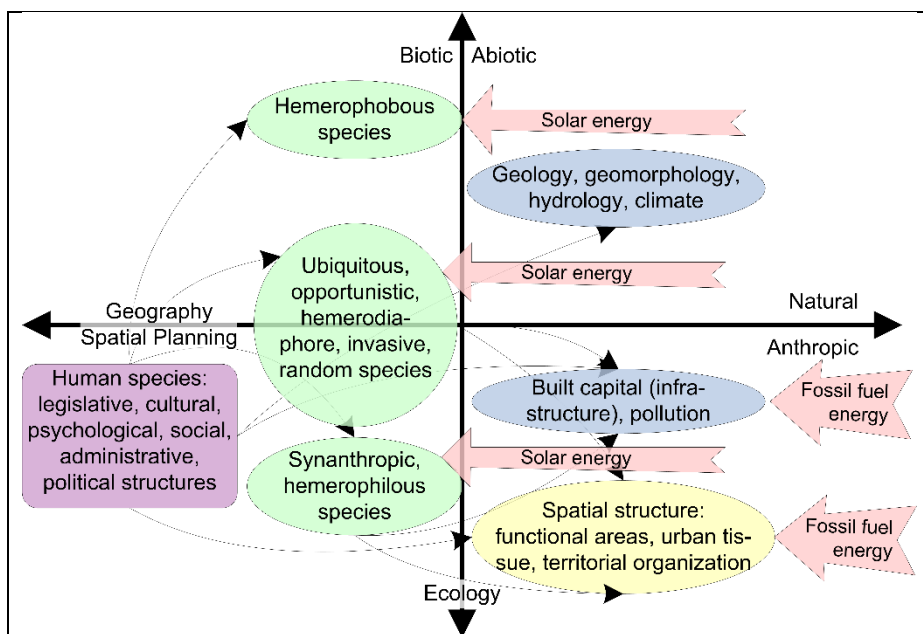 Biotic
Abiotic
Hemerophobous
species
Solar energy
Geology, geomorphology,
hydrology, climate
Ubiquitous,
opportunistic,
hemerodia-
phore, invasive,
random species
Solar energy
Geography
Spatial Planning
Natural
Anthropic
Human species:
legislative, cultural,
psychological, social,
administrative,
political structures
Built capital (infra-
structure), pollution
Fossil fuel
energy
Synanthropic,
hemerophilous
species
Solar energy
Spatial structure:
functional areas, urban tis-
sue, territorial organization
Fossil fuel
energy
Ecology